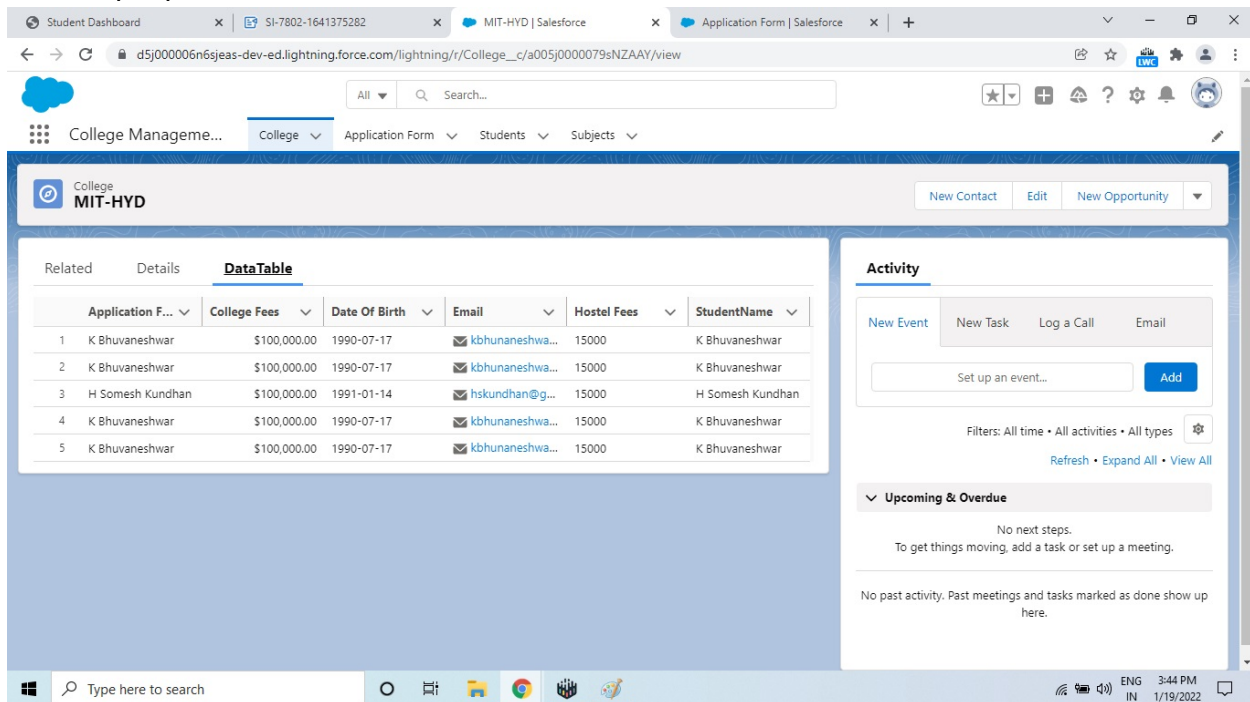 Student Dashboard SI-7802-1641375282 MIT-HYD | Salesforce Application Form | Salesforce
d5j000006n6sjeas-dev-ed.lightning.force.com/lightning/r/College__c/a005j0000079sNZAAY/view LWC
All Search...
College Manageme... College Application Form Students Subjects
College
MIT-HYD
New Contact Edit New Opportunity
Related Details DataTable
Application F... College Fees Date Of Birth Email Hostel Fees StudentName
1 K Bhuvaneshwar $100,000.00 1990-07-17 kbhunaneshwa... 15000 K Bhuvaneshwar
2 K Bhuvaneshwar $100,000.00 1990-07-17 kbhunaneshwa... 15000 K Bhuvaneshwar
3 H Somesh Kundhan $100,000.00 1991-01-14 hskundhan@g... 15000 H Somesh Kundhan
4 K Bhuvaneshwar $100,000.00 1990-07-17 kbhunaneshwa... 15000 K Bhuvaneshwar
5 K Bhuvaneshwar $100,000.00 1990-07-17 kbhunaneshwa... 15000 K Bhuvaneshwar
Activity
New Event New Task Log a Call Email
Set up an event... Add
Filters: All time • All activities • All types
Refresh • Expand All • View All
Upcoming & Overdue
No next steps.
To get things moving, add a task or set up a meeting.
No past activity. Past meetings and tasks marked as done show up
here.
Type here to search
ENG 3:44 PM
IN 1/19/2022